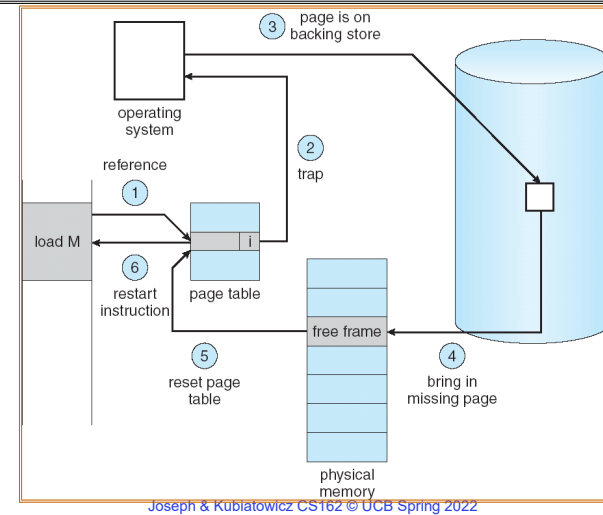 3
page is on
backing store
operating
system
2
trap
reference
1
load M
i
6
restart
instruction
page table
free frame
5
reset page
table
4
bring in
missing page
physical
memory
Joseph & Kubiatowicz CS162 © UCB Spring 2022